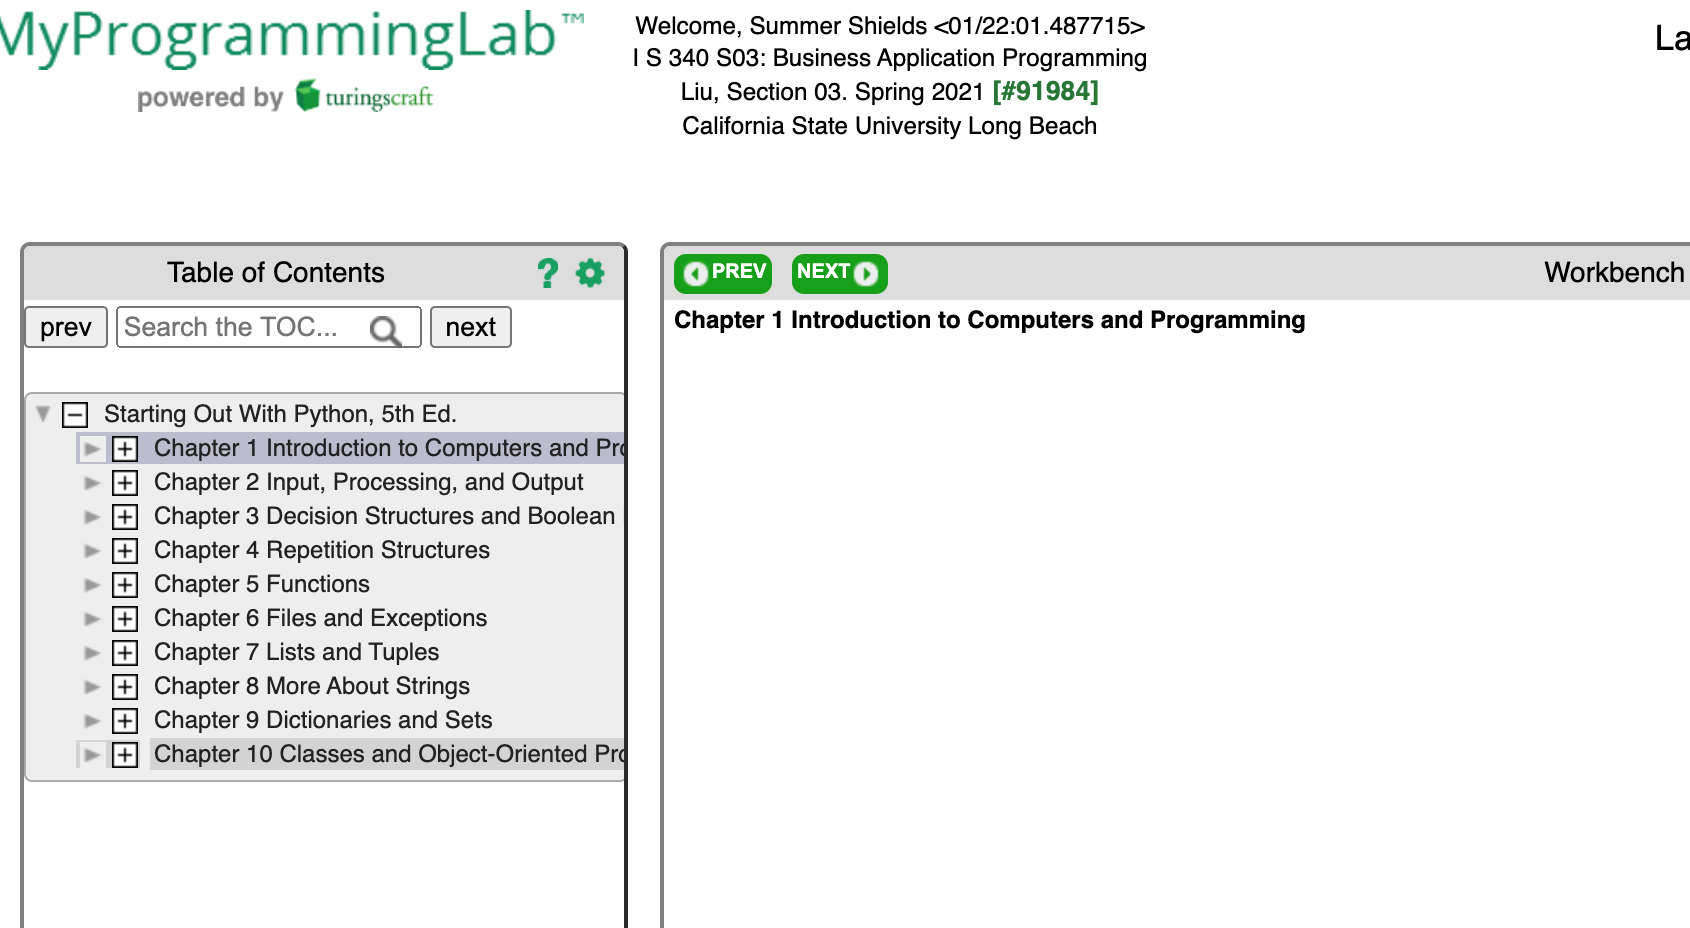 MyProgrammingLab™
powered by turingscraft
Welcome, Summer Shields <01/22:01.487715>
I S 340 S03: Business Application Programming
Liu, Section 03. Spring 2021 [#91984]
California State University Long Beach
La
Table of Contents ?
prev Search the TOC... next
Starting Out With Python, 5th Ed.
Chapter 1 Introduction to Computers and Pro
Chapter 2 Input, Processing, and Output
Chapter 3 Decision Structures and Boolean
Chapter 4 Repetition Structures
Chapter 5 Functions
Chapter 6 Files and Exceptions
Chapter 7 Lists and Tuples
Chapter 8 More About Strings
Chapter 9 Dictionaries and Sets
Chapter 10 Classes and Object-Oriented Pro
PREV NEXT Workbench
Chapter 1 Introduction to Computers and Programming